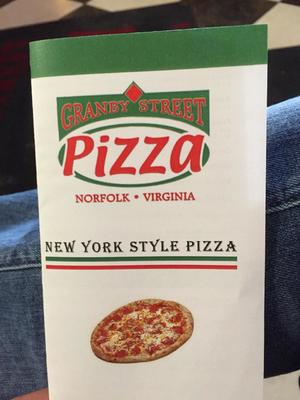 GRANBY STREET
Pizza
NORFOLK • VIRGINIA
NEW YORK STYLE PIZZA